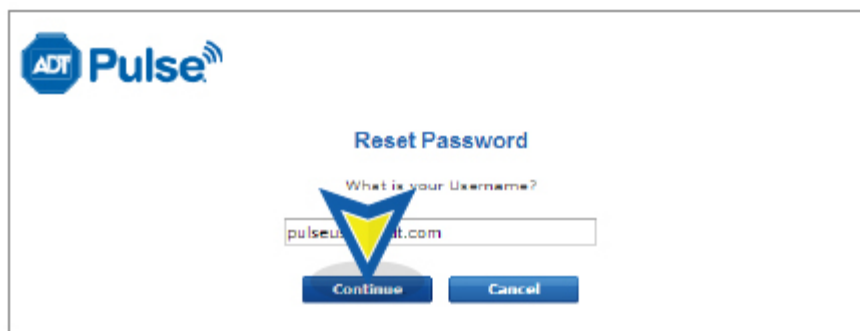 ADT Pulse
Reset Password
What is your Username?
pulseus t.com
Continue
Cancel